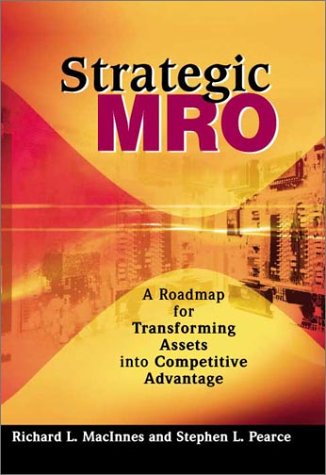 Strategic
MRO
A Roadmap
for
Transforming
Assets
into Competitive
Advantage
Richard L. MacInnes and Stephen L. Pearce